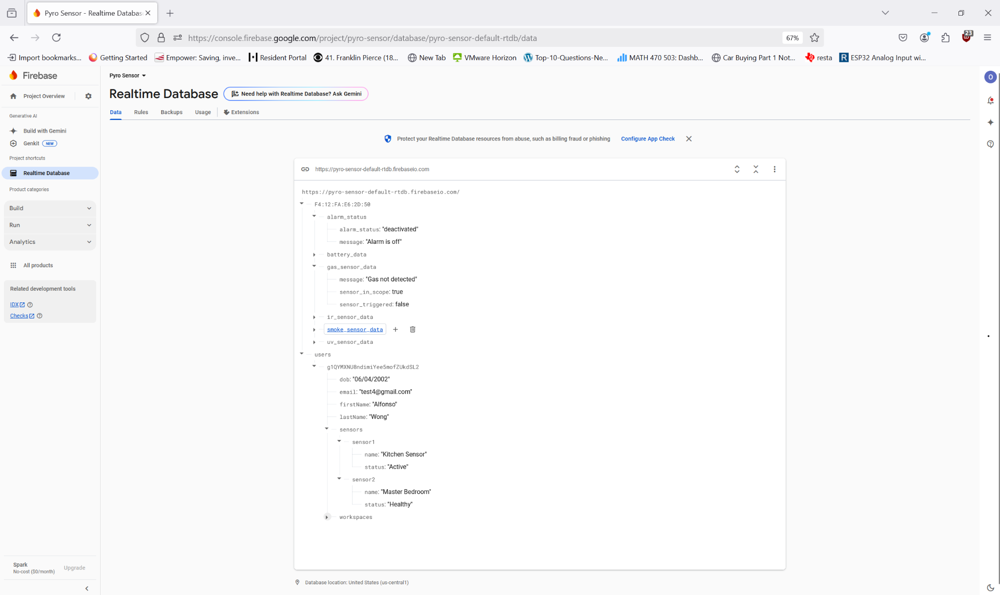 Pyro Sensor - Realtime Databas
https://console.firebase.google.com/project/pyro-sensor/database/pyro-sensor-default-rtdb/data
67%
23
Import bookmarks...
Getting Started
Empower: Saving, inve...
Resident Portal
41. Franklin Pierce (18...
New Tab
VMware Horizon
Top-10-Questions-Ne...
MATH 470 503: Dashb...
Car Buying Part 1 Not...
resta
ESP32 Analog Input wi...
Firebase
Project Overview
Generative AI
Build with Gemini
Genkit NEW
Project shortcuts
Realtime Database
Product categories
Build
Run
Analytics
All products
Related development tools
IDX
Checks
Spark
No-cost ($0/month)
Upgrade
Pyro Sensor
O
Realtime Database
Need help with Realtime Database? Ask Gemini
Data Rules Backups Usage Extensions
Protect your Realtime Database resources from abuse, such as billing fraud or phishing Configure App Check
https://pyro-sensor-default-rtdb.firebaseio.com
https://pyro-sensor-default-rtdb.firebaseio.com/
F4:12:FA:E6:2D:50
alarm_status
alarm_status: "deactivated"
message: "Alarm is off"
battery_data
gas_sensor_data
message: "Gas not detected"
sensor_in_scope: true
sensor_triggered: false
ir_sensor_data
smoke_sensor_data
uv_sensor_data
users
g1QYMXNU8ndimiYee5mofZUkdSL2
dob: "06/04/2002"
email: "test4@gmail.com"
firstName: "Alfonso"
lastName: "Wong"
sensors
sensor1
name: "Kitchen Sensor"
status: "Active"
sensor2
name: "Master Bedroom"
status: "Healthy"
workspaces
Database location: United States (us-central1)